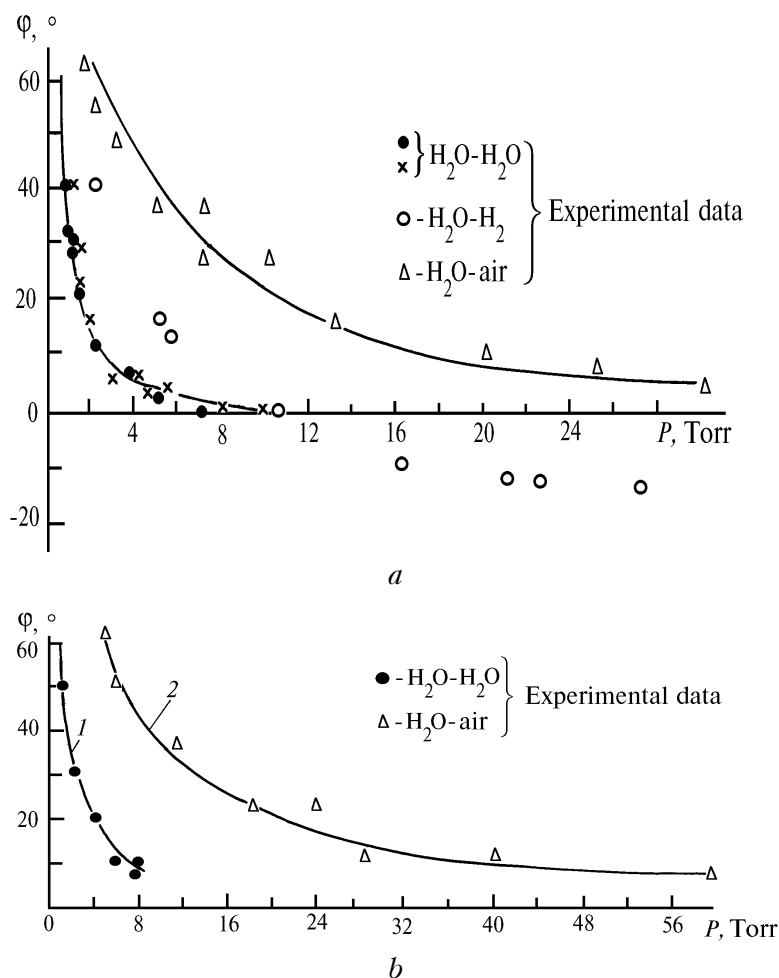 φ, °
60
40
20
0
-20
4
8
12
16
20
24
P, Torr
H₂O-H₂O
-H₂O-H₂
-H₂O-air
Experimental data
a
φ, °
60
40
20
1
2
-H₂O-H₂O
-H₂O-air
Experimental data
0
8
16
24
32
40
48
56
P, Torr
b